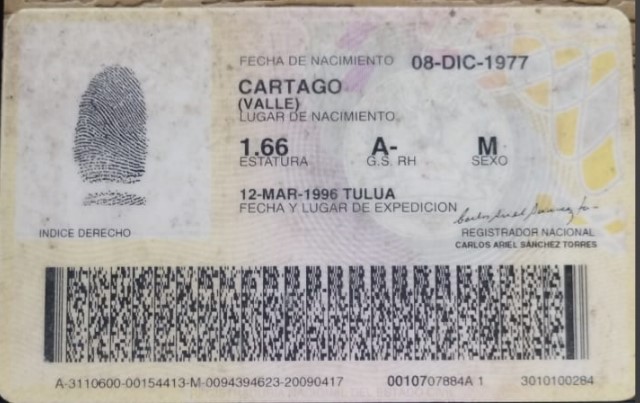 FECHA DE NACIMIENTO 08-DIC-1977
CARTAGO
(VALLE)
LUGAR DE NACIMIENTO
1.66 A- M
ESTATURA G.S. RH SEXO
12-MAR-1996 TULUA
FECHA Y LUGAR DE EXPEDICION
INDICE DERECHO
REGISTRADOR NACIONAL
CARLOS ARIEL SÁNCHEZ TORRES
A-3110600-00154413-M-0094394623-20090417 0010707884A 1 3010100284